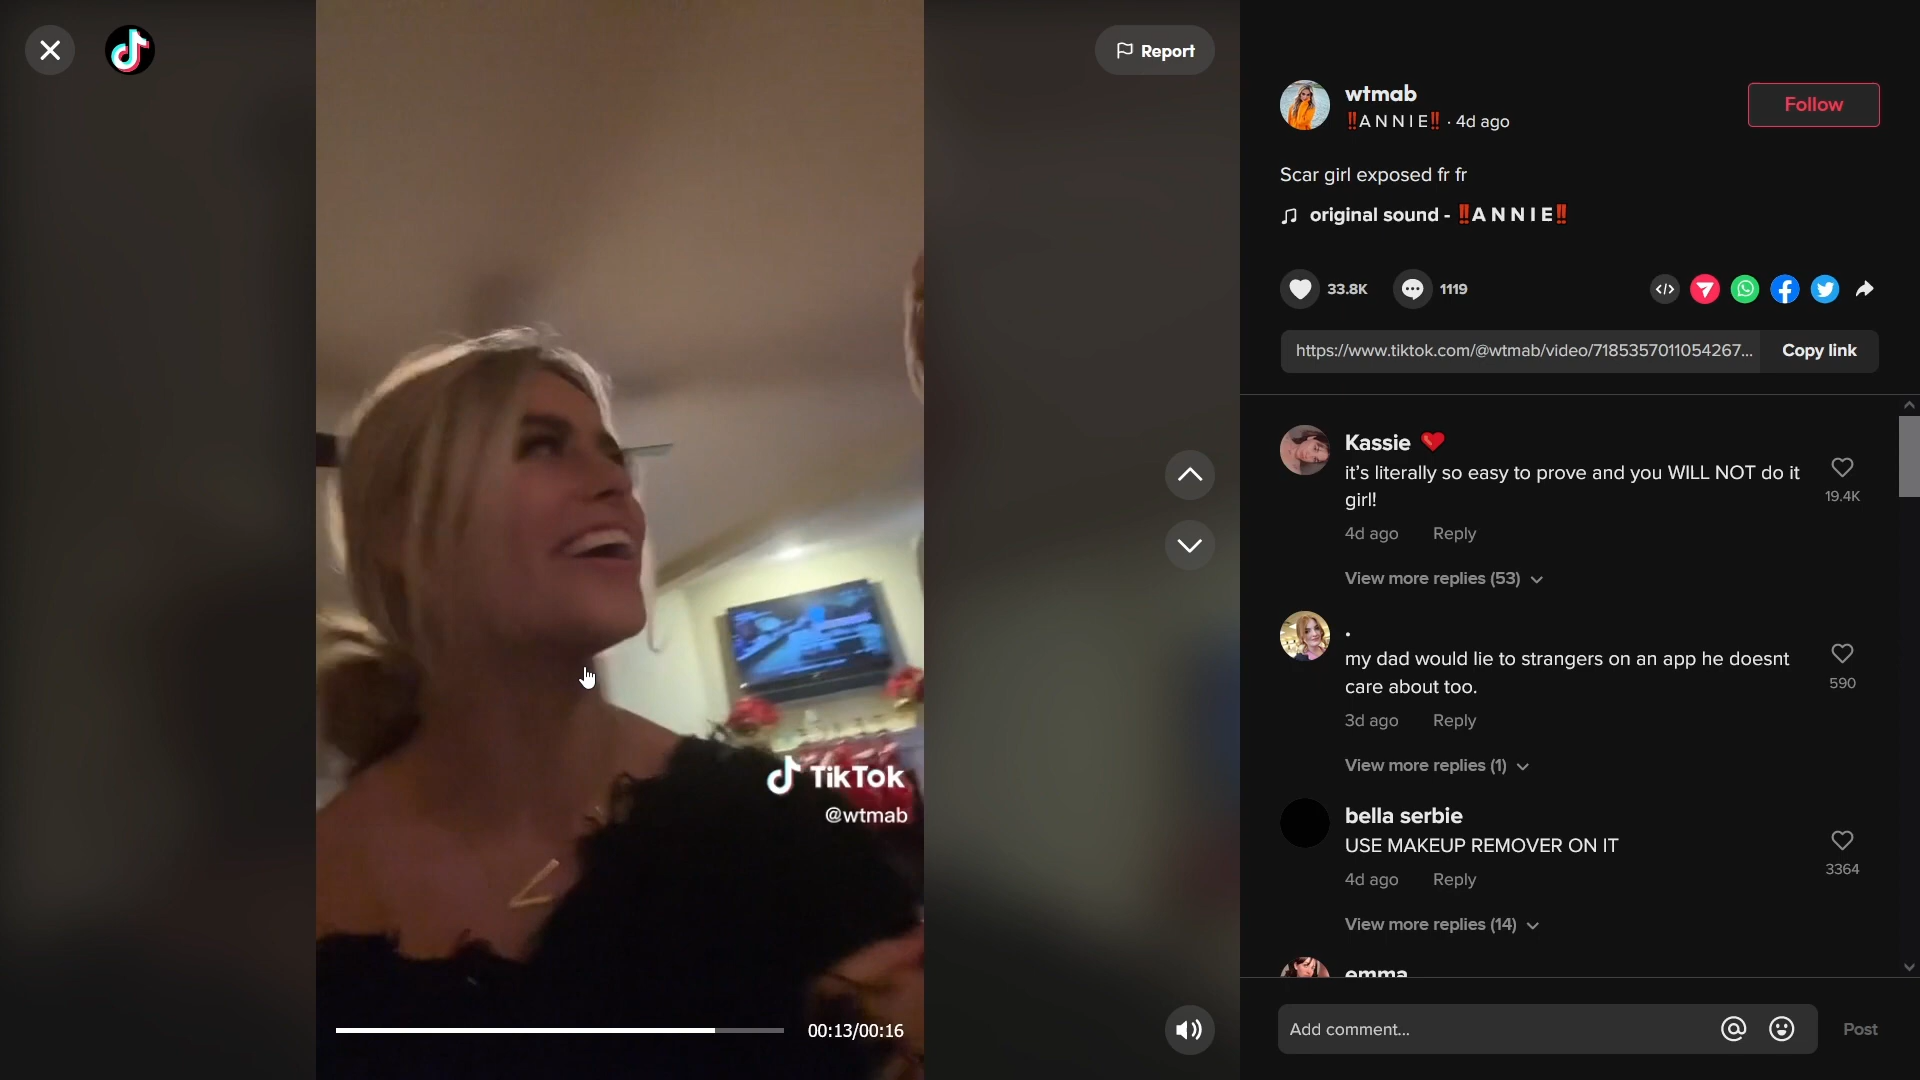 Report
TikTok
@wtmab
00:13/00:16
wtmab
‼A N N I E‼ · 4d ago
Follow
Scar girl exposed fr fr
original sound - ‼A N N I E‼
33.8K
1119
https://www.tiktok.com/@wtmab/video/7185357011054267...
Copy link
Kassie
it's literally so easy to prove and you WILL NOT do it
girl!
19.4K
4d ago Reply
View more replies (53)
.
my dad would lie to strangers on an app he doesnt
care about too.
590
3d ago Reply
View more replies (1)
bella serbie
USE MAKEUP REMOVER ON IT
3364
4d ago Reply
View more replies (14)
emma
Add comment...
Post